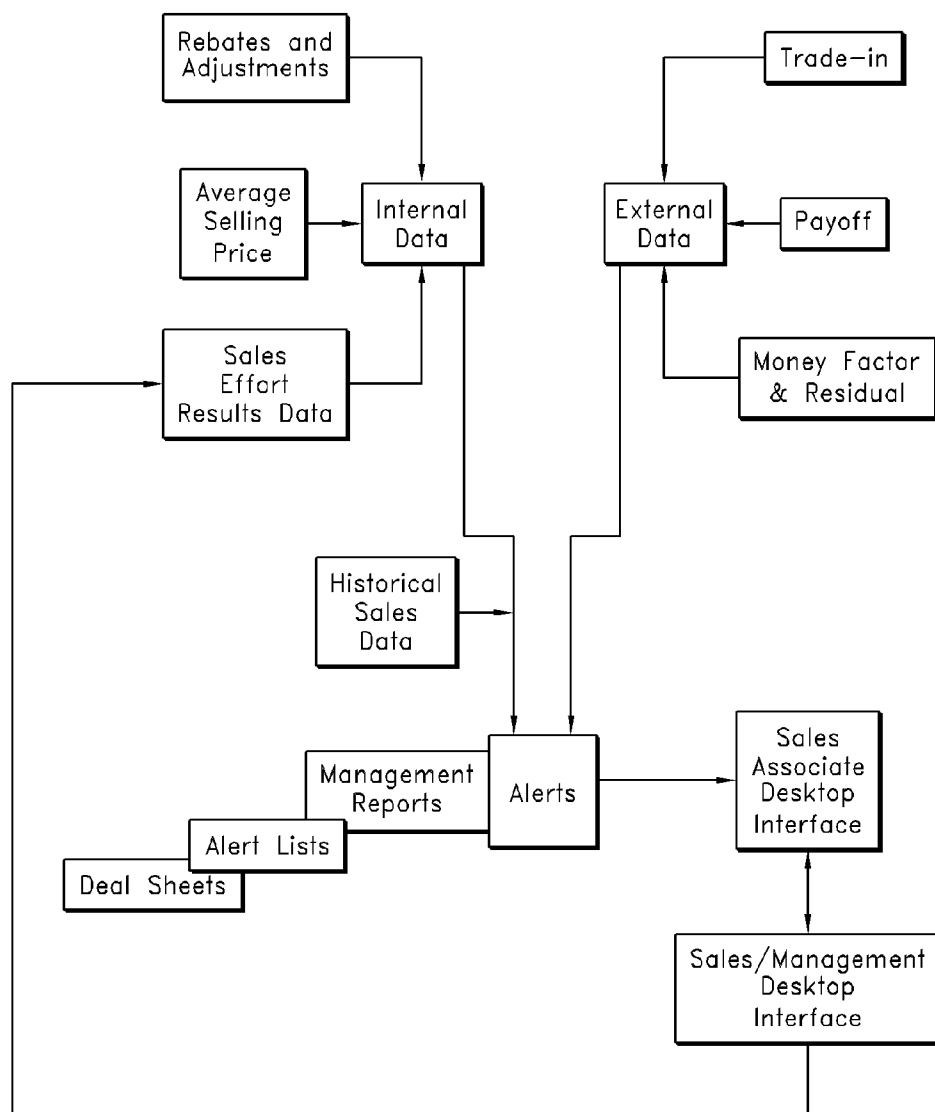 Rebates and
Adjustments
Trade-in
Average
Selling
Price
Internal
Data
External
Data
Payoff
Sales
Effort
Results Data
Money Factor
& Residual
Historical
Sales
Data
Management
Reports
Alerts
Sales
Associate
Desktop
Interface
Alert Lists
Deal Sheets
Sales/Management
Desktop
Interface